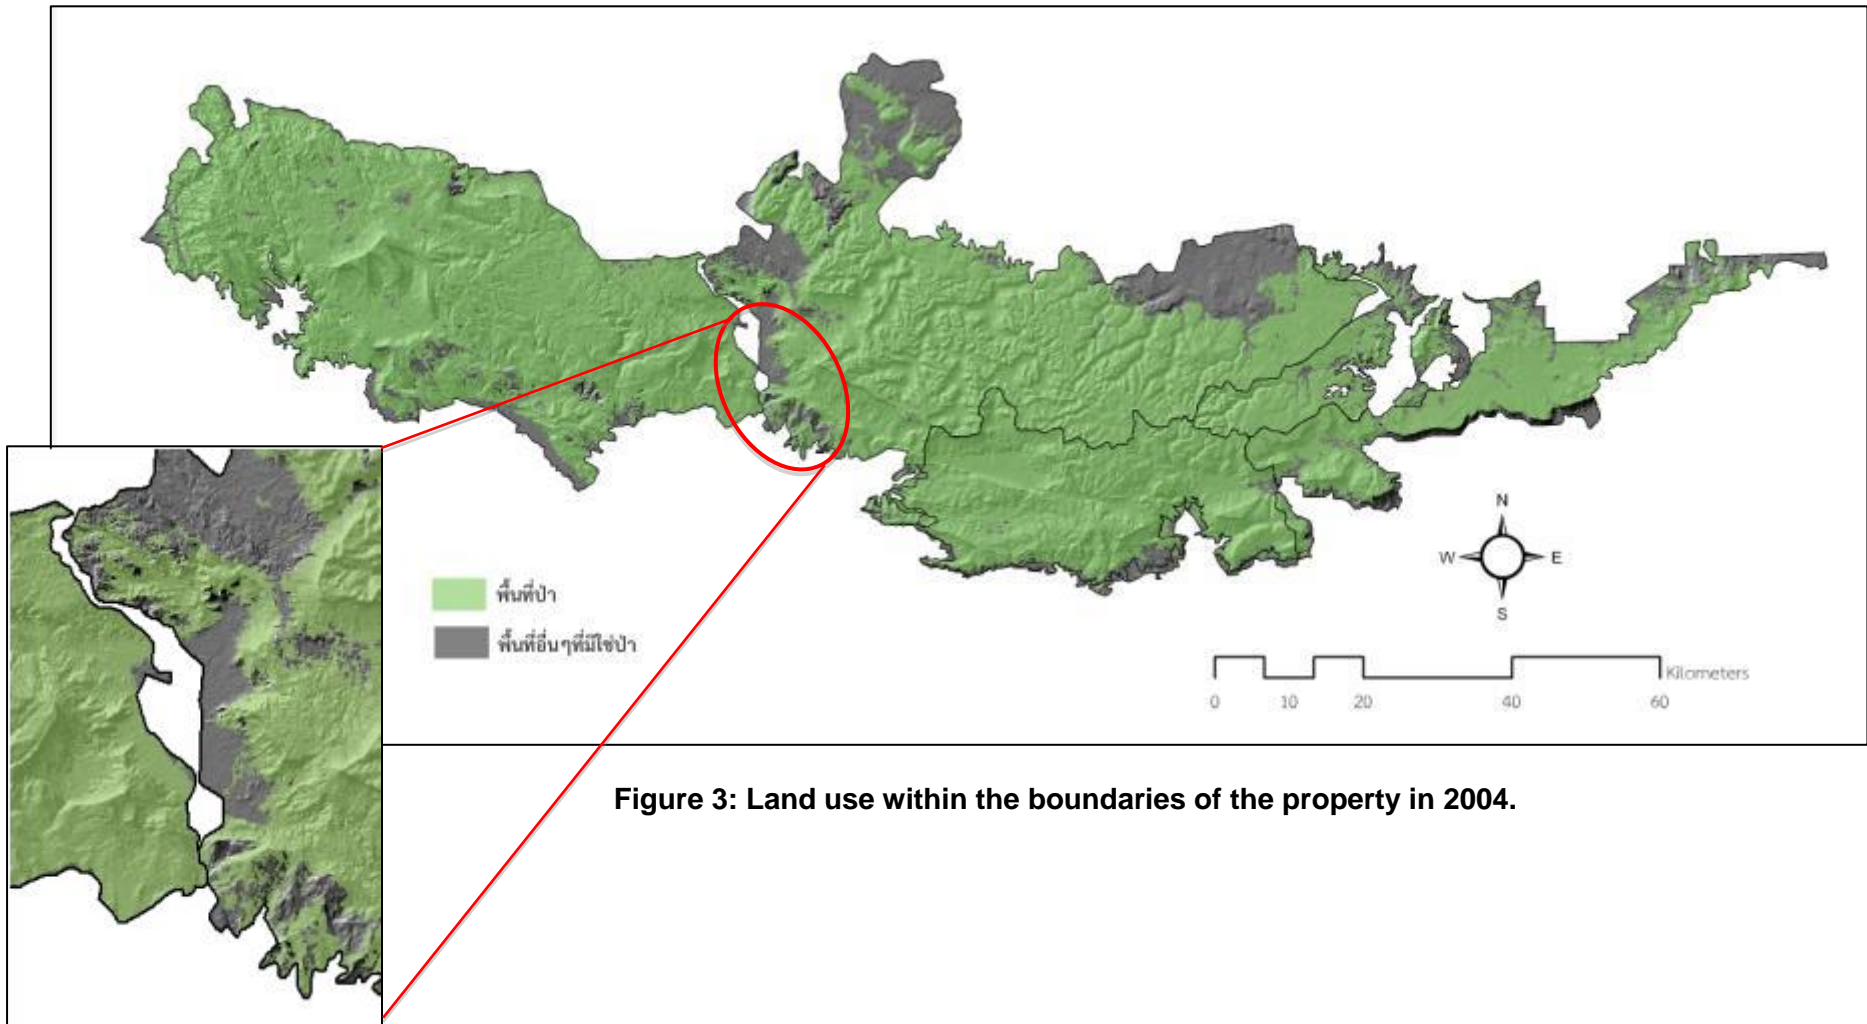 พื้นที่ป่า
พื้นที่อื่นๆที่มิใช่ป่า
N
W E
S
Kilometers
0 10 20 40 60
Figure 3: Land use within the boundaries of the property in 2004.